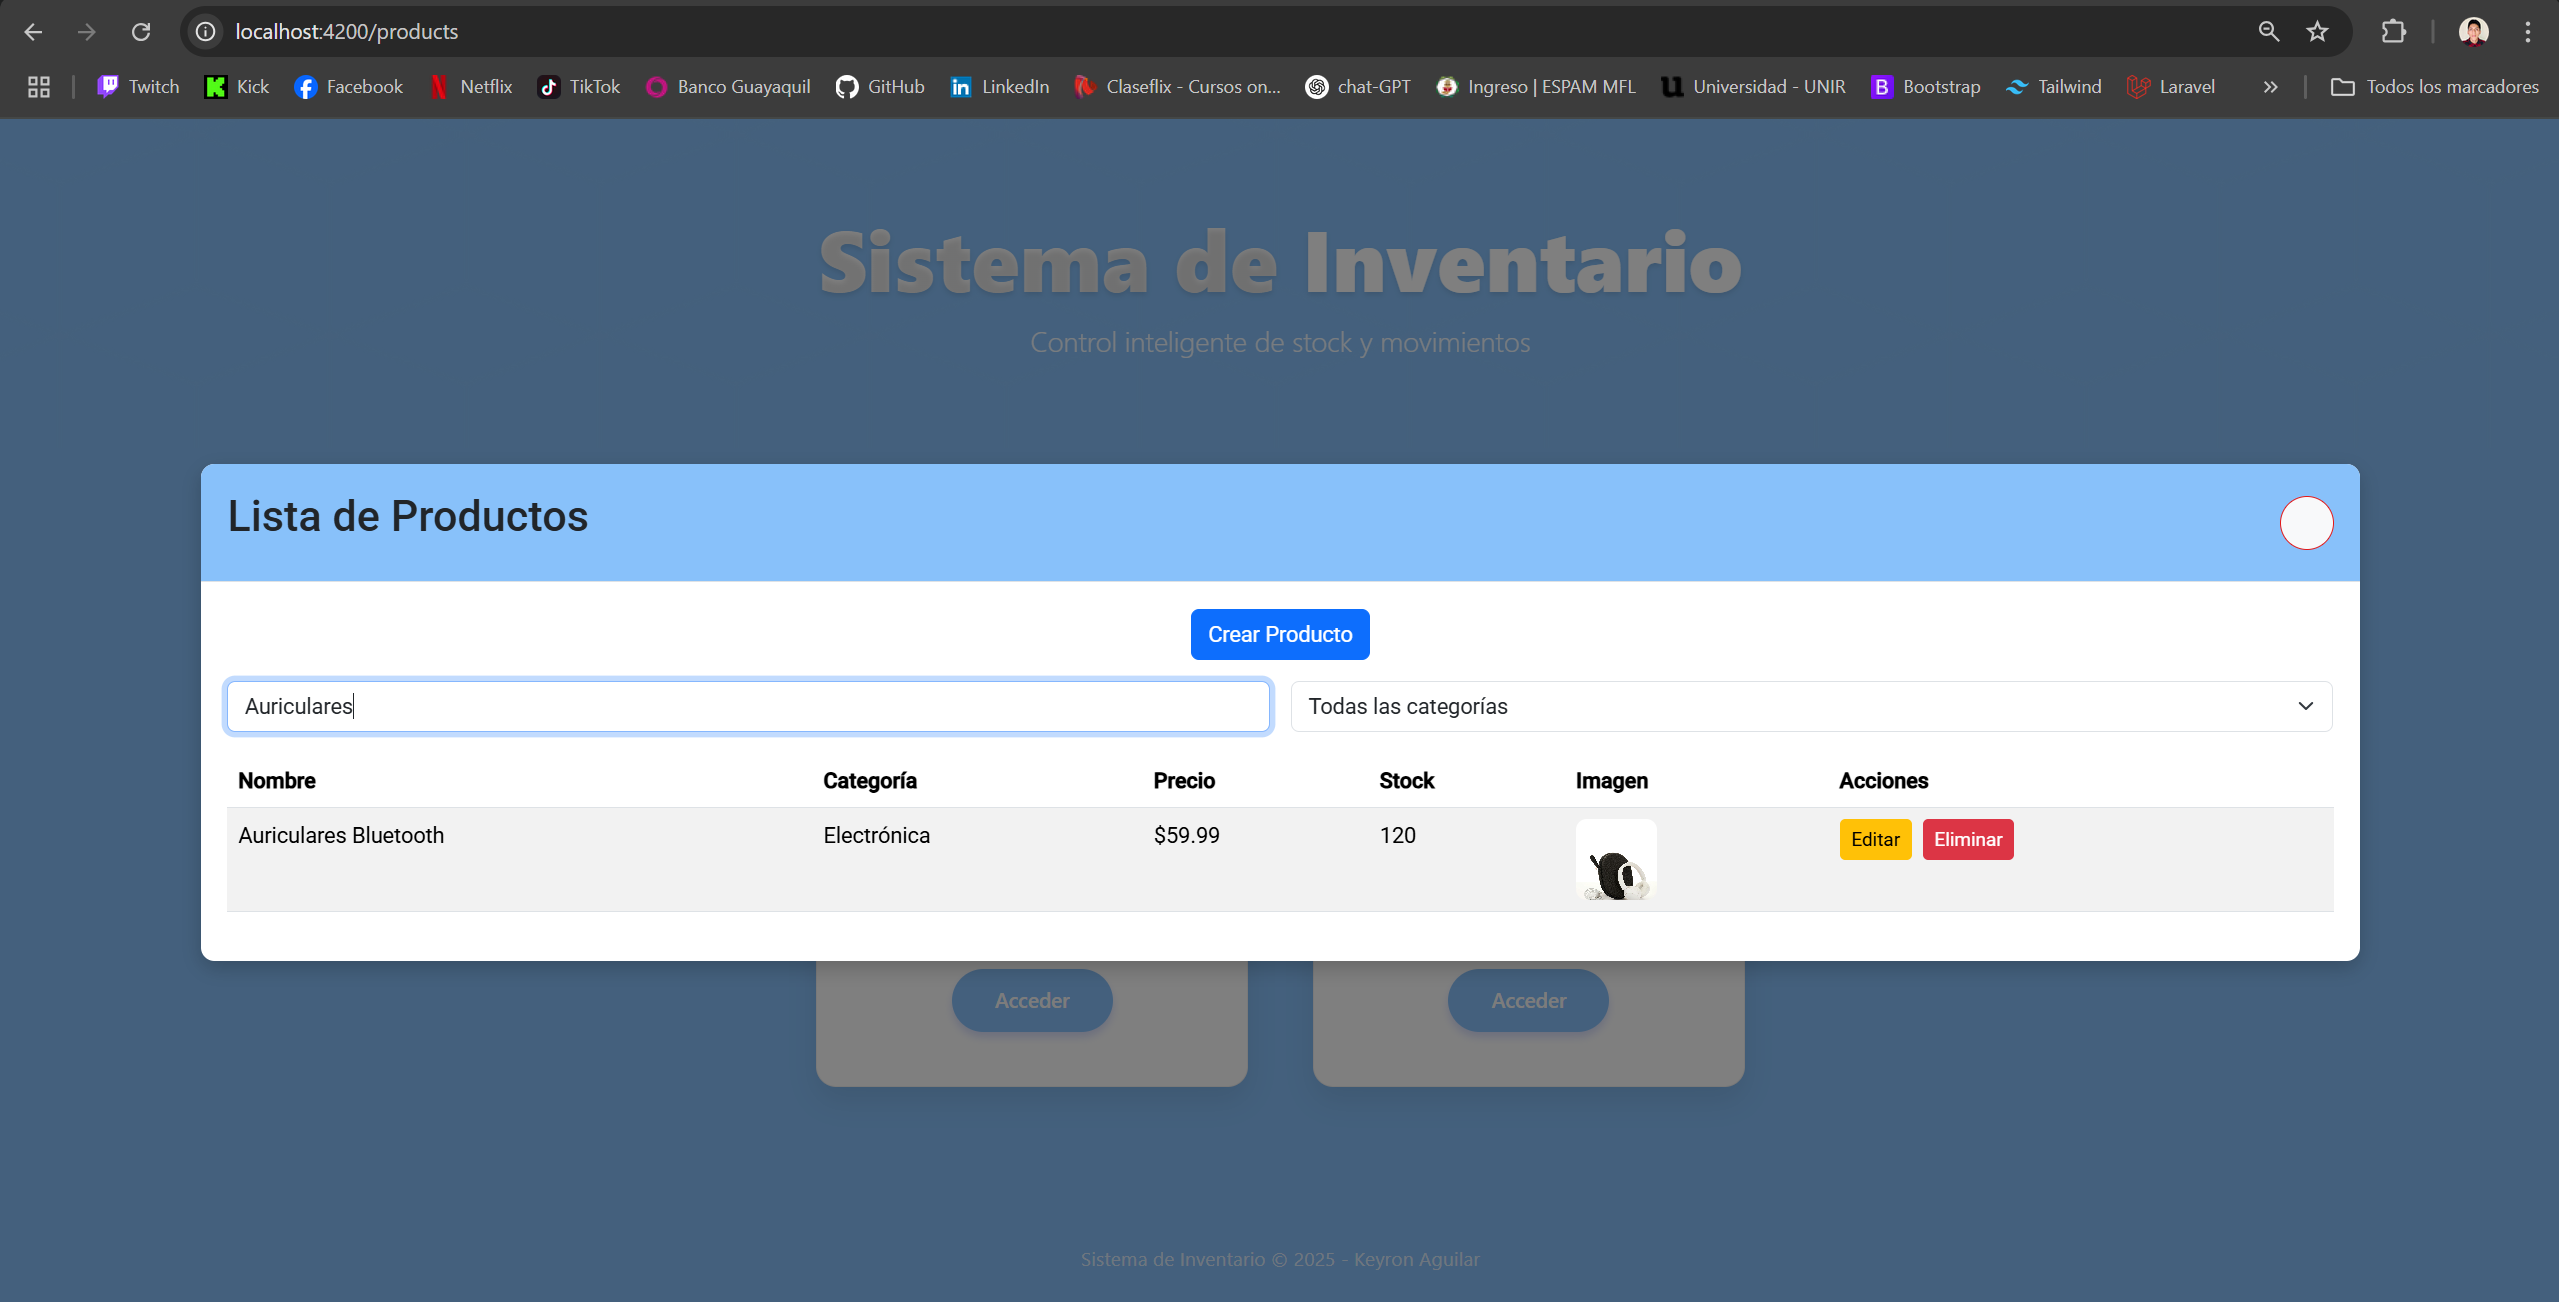 localhost:4200/products
Twitch Kick Facebook Netflix TikTok Banco Guayaquil GitHub LinkedIn Claseflix - Cursos on... chat-GPT Ingreso | ESPAM MFL Universidad - UNIR Bootstrap Tailwind Laravel » Todos los marcadores
Sistema de Inventario
Control inteligente de stock y movimientos
Lista de Productos
Crear Producto
Auriculares Todas las categorías
Nombre Categoría Precio Stock Imagen Acciones
Auriculares Bluetooth Electrónica $59.99 120 Editar Eliminar
Acceder Acceder
Sistema de Inventario © 2025 - Keyron Aguilar